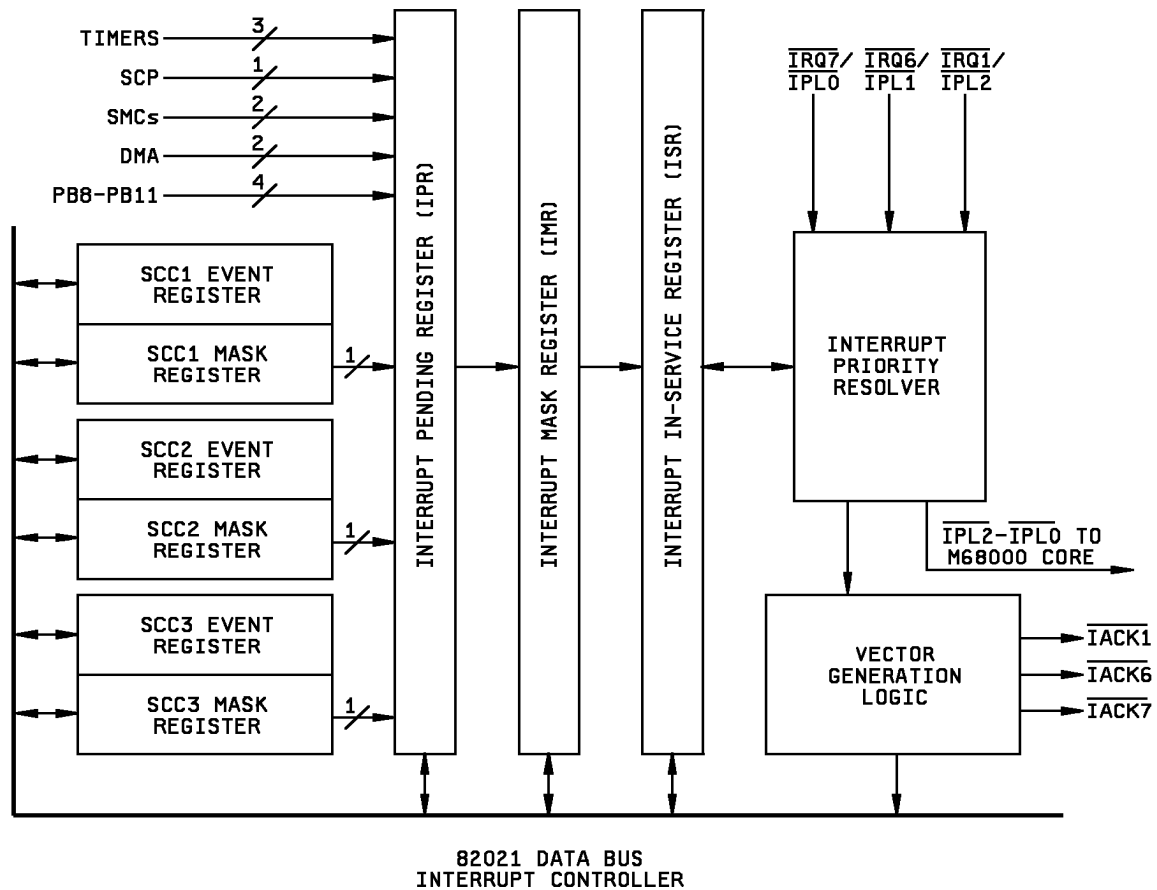 TIMERS
3
SCP
1
SMCs
2
DMA
2
PB8-PB11
4
SCC1 EVENT
REGISTER
SCC1 MASK
REGISTER
1
SCC2 EVENT
REGISTER
SCC2 MASK
REGISTER
1
SCC3 EVENT
REGISTER
SCC3 MASK
REGISTER
1
INTERRUPT PENDING REGISTER (IPR)
INTERRUPT MASK REGISTER (IMR)
INTERRUPT IN-SERVICE REGISTER (ISR)
IRQ7/ IRQ6/ IRQ1/
IPL0 IPL1 IPL2
INTERRUPT
PRIORITY
RESOLVER
IPL2-IPL0 TO
M68000 CORE
VECTOR
GENERATION
LOGIC
IACK1
IACK6
IACK7
82021 DATA BUS
INTERRUPT CONTROLLER